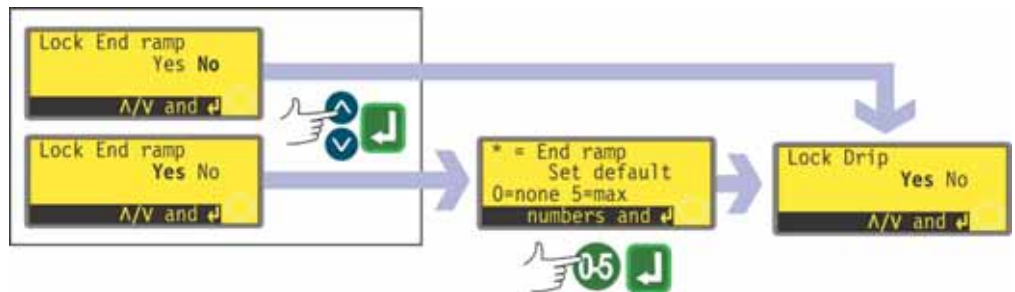 Lock End ramp
Yes No
∧/∨ and ↵
Lock End ramp
Yes No
∧/∨ and ↵
* = End ramp
Set default
0=none 5=max
numbers and ↵
0-5
Lock Drip
Yes No
∧/∨ and ↵